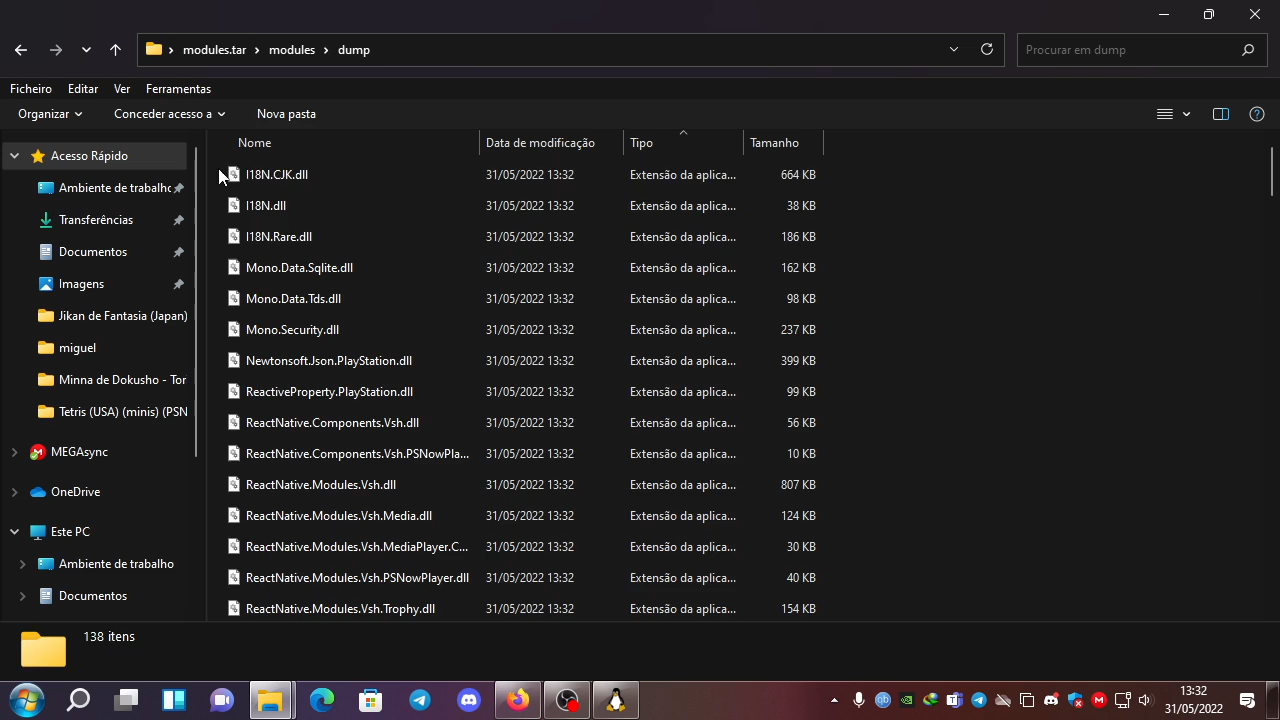 modules.tar > modules > dump
Procurar em dump
Ficheiro Editar Ver Ferramentas
Organizar Conceder acesso a Nova pasta
Nome Data de modificação Tipo Tamanho
Acesso Rápido
Ambiente de trabalho
Transferências
Documentos
Imagens
Jikan de Fantasia (Japan)
miguel
Minna de Dokusho - Tor
Tetris (USA) (minis) (PSN
MEGAsync
OneDrive
Este PC
Ambiente de trabalho
Documentos
I18N.CJK.dll 31/05/2022 13:32 Extensão da aplica... 664 KB
I18N.dll 31/05/2022 13:32 Extensão da aplica... 38 KB
I18N.Rare.dll 31/05/2022 13:32 Extensão da aplica... 186 KB
Mono.Data.Sqlite.dll 31/05/2022 13:32 Extensão da aplica... 162 KB
Mono.Data.Tds.dll 31/05/2022 13:32 Extensão da aplica... 98 KB
Mono.Security.dll 31/05/2022 13:32 Extensão da aplica... 237 KB
Newtonsoft.Json.PlayStation.dll 31/05/2022 13:32 Extensão da aplica... 399 KB
ReactiveProperty.PlayStation.dll 31/05/2022 13:32 Extensão da aplica... 99 KB
ReactNative.Components.Vsh.dll 31/05/2022 13:32 Extensão da aplica... 56 KB
ReactNative.Components.Vsh.PSNowPla... 31/05/2022 13:32 Extensão da aplica... 10 KB
ReactNative.Modules.Vsh.dll 31/05/2022 13:32 Extensão da aplica... 807 KB
ReactNative.Modules.Vsh.Media.dll 31/05/2022 13:32 Extensão da aplica... 124 KB
ReactNative.Modules.Vsh.MediaPlayer.C... 31/05/2022 13:32 Extensão da aplica... 30 KB
ReactNative.Modules.Vsh.PSNowPlayer.dll 31/05/2022 13:32 Extensão da aplica... 40 KB
ReactNative.Modules.Vsh.Trophy.dll 31/05/2022 13:32 Extensão da aplica... 154 KB
138 itens
13:32
31/05/2022